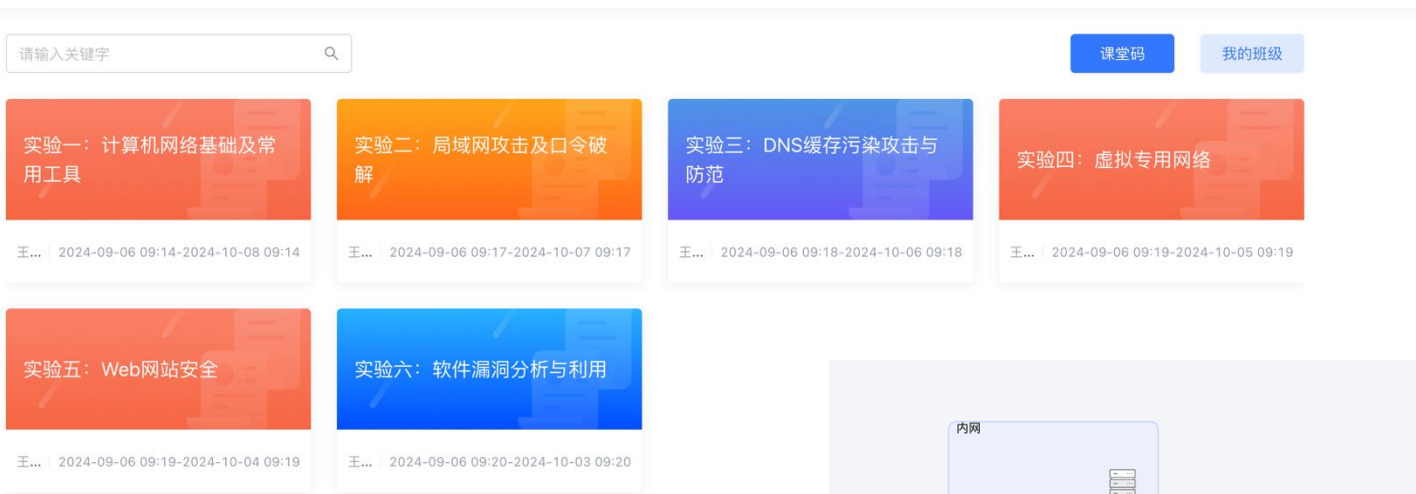 请输入关键字
课堂码
我的班级
实验一：计算机网络基础及常
用工具
实验二：局域网攻击及口令破
解
实验三：DNS缓存污染攻击与
防范
实验四：虚拟专用网络
王... 2024-09-06 09:14-2024-10-08 09:14
王... 2024-09-06 09:17-2024-10-07 09:17
王... 2024-09-06 09:18-2024-10-06 09:18
王... 2024-09-06 09:19-2024-10-05 09:19
实验五：Web网站安全
实验六：软件漏洞分析与利用
内网
王... 2024-09-06 09:19-2024-10-04 09:19
王... 2024-09-06 09:20-2024-10-03 09:20